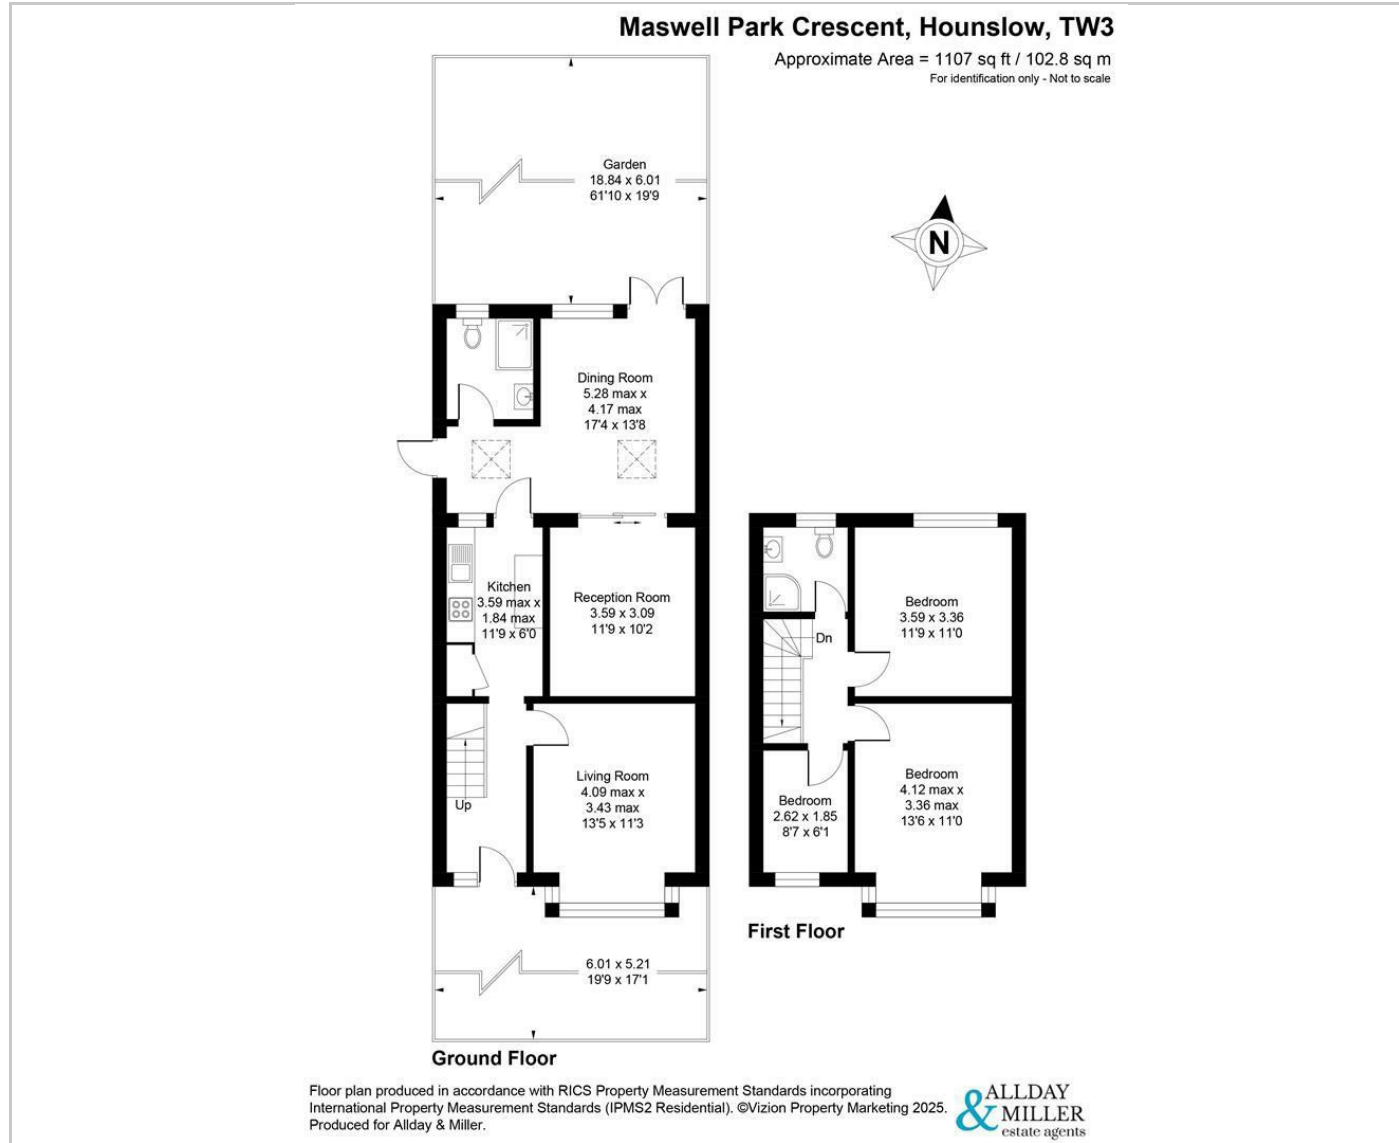 Maswell Park Crescent, Hounslow, TW3
Approximate Area = 1107 sq ft / 102.8 sq m
For identification only - Not to scale
Garden
18.84 x 6.01
61'10 x 19'9
N
Dining Room
5.28 max x
4.17 max
17'4 x 13'8
Kitchen
3.59 max x
1.84 max
11'9 x 6'0
Reception Room
3.59 x 3.09
11'9 x 10'2
Living Room
4.09 max x
3.43 max
13'5 x 11'3
Up
6.01 x 5.21
19'9 x 17'1
Ground Floor
Dn
Bedroom
3.59 x 3.36
11'9 x 11'0
Bedroom
4.12 max x
3.36 max
13'6 x 11'0
Bedroom
2.62 x 1.85
8'7 x 6'1
First Floor
Floor plan produced in accordance with RICS Property Measurement Standards incorporating
International Property Measurement Standards (IPMS2 Residential). ©Vizion Property Marketing 2025.
Produced for Allday & Miller.
ALLDAY
& MILLER
estate agents